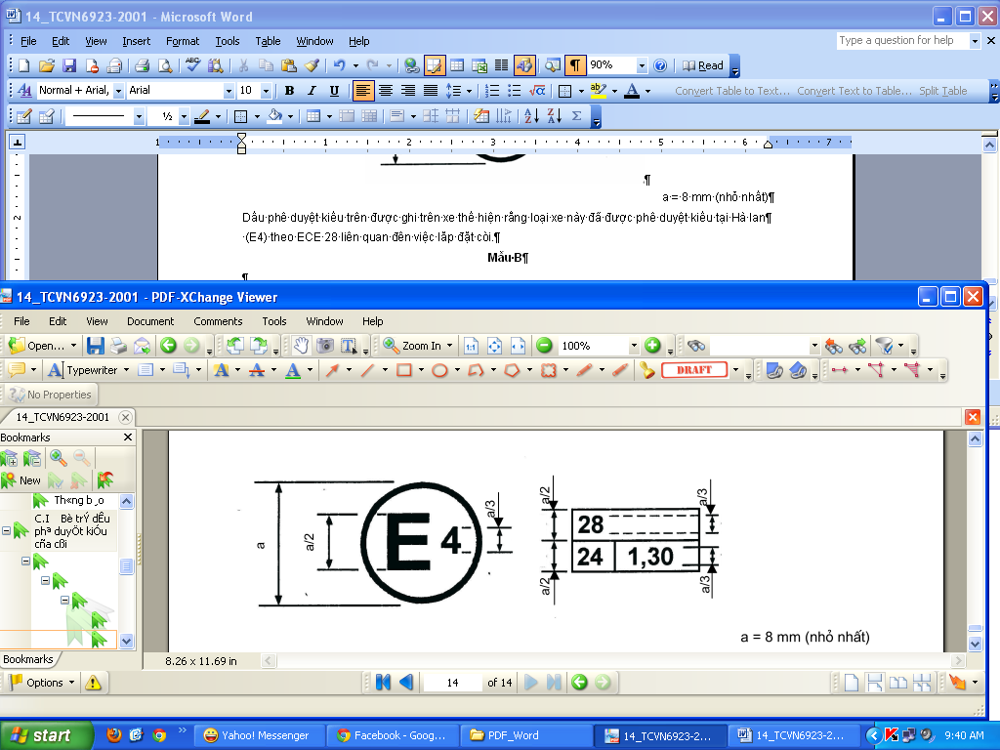 14_TCVN6923-2001 - Microsoft Word
File Edit View Insert Format Tools Table Window Help
Type a question for help
90% Read
Normal + Arial, Arial 10 B I U
Convert Table to Text... Convert Text to Table... Split Table
½
1 1 2 3 4 5 6 7
2
¶
a·=·8·mm·(nhỏ·nhất)¶
Dấu·phê·duyệt·kiểu·trên·được·ghi·trên·xe·thể·hiện·rằng·loại·xe·này·đã·được·phê·duyệt·kiểu·tại·Hà·lan¶
·(E4)·theo·ECE·28·liên·quan·đến·việc·lắp·đặt·còi.¶
Mẫu·B¶
¶
14_TCVN6923-2001 - PDF-XChange Viewer
File Edit View Document Comments Tools Window Help
Open... Zoom In 1:1 100%
Typewriter DRAFT
No Properties
14_TCVN6923-2001
Bookmarks
New
Th«ng b¸o
C.I Bè trÝ dÊu
phª duyÖt kiÓu
cña cßi
Bookmarks
a a/2 E 4 a/3
a/2 a/2 28 24 1,30 a/3 a/3
a = 8 mm (nhỏ nhất)
8.26 x 11.69 in
Options 14 of 14
start Yahoo! Messenger Facebook - Goog... PDF_Word 14_TCVN6923-2... 14_TCVN6923-2... 9:40 AM